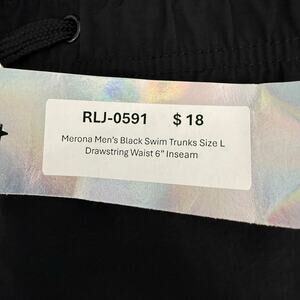 RLJ-0591 $18
Merona Men's Black Swim Trunks Size L
Drawstring Waist 6" Inseam